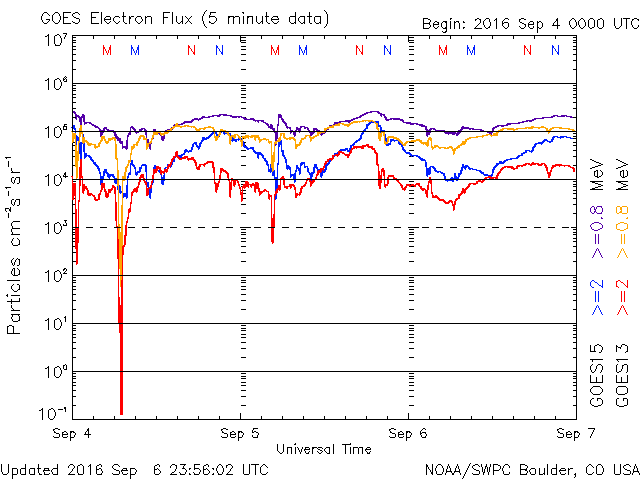 GOES Electron Flux (5 minute data)
Begin: 2016 Sep 4 0000 UTC
M M N N M M N N M M N N
10⁷
10⁶
10⁵
10⁴
10³
10²
10¹
10⁰
10⁻¹
Particles cm⁻²s⁻¹sr⁻¹
Sep 4 Sep 5 Sep 6 Sep 7
Universal Time
GOES15 >=2 >=0.8 MeV
GOES13 >=2 >=0.8 MeV
Updated 2016 Sep 6 23:56:02 UTC
NOAA/SWPC Boulder, CO USA